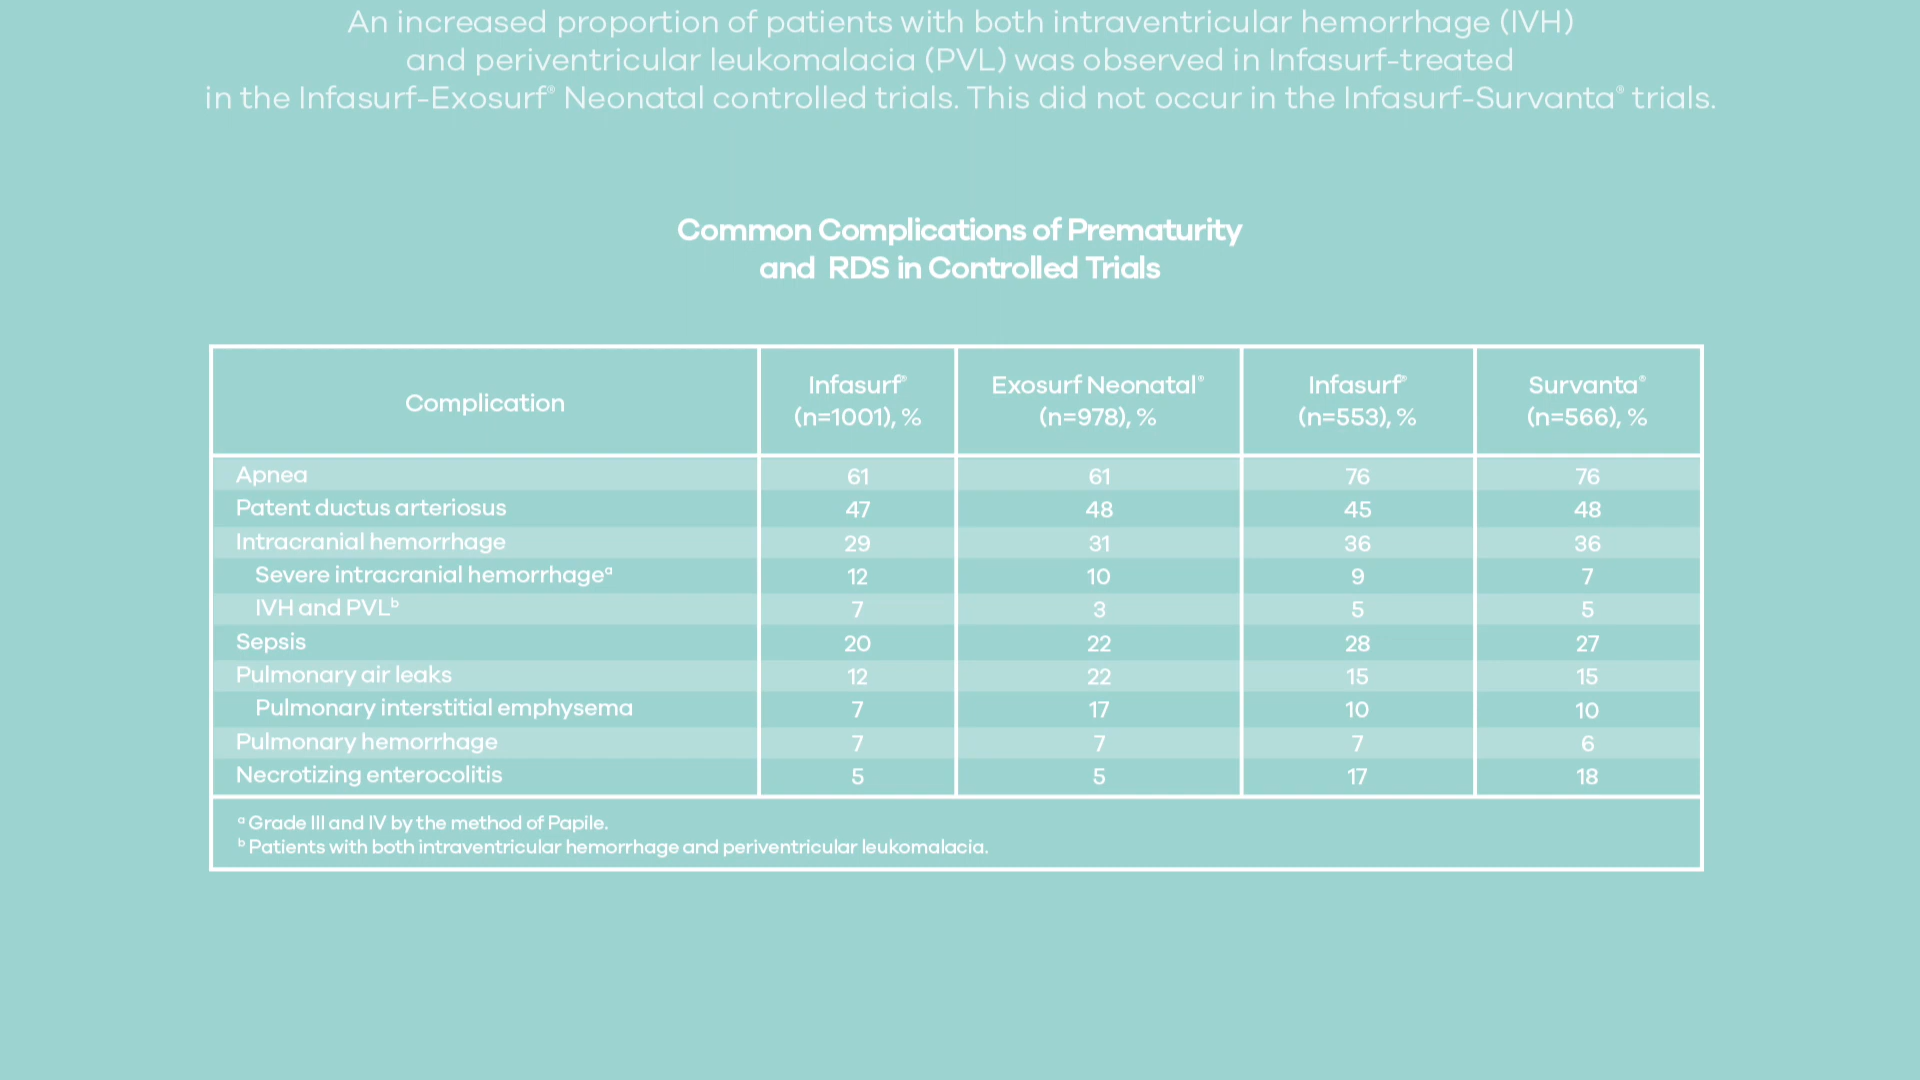 An increased proportion of patients with both intraventricular hemorrhage (IVH)
and periventricular leukomalacia (PVL) was observed in Infasurf-treated
in the Infasurf-Exosurf® Neonatal controlled trials. This did not occur in the Infasurf-Survanta® trials.
Common Complications of Prematurity
and RDS in Controlled Trials
Complication Infasurf® (n=1001), % Exosurf Neonatal® (n=978), % Infasurf® (n=553), % Survanta® (n=566), %
Apnea 61 61 76 76
Patent ductus arteriosus 47 48 45 48
Intracranial hemorrhage 29 31 36 36
Severe intracranial hemorrhageᵃ 12 10 9 7
IVH and PVLᵇ 7 3 5 5
Sepsis 20 22 28 27
Pulmonary air leaks 12 22 15 15
Pulmonary interstitial emphysema 7 17 10 10
Pulmonary hemorrhage 7 7 7 6
Necrotizing enterocolitis 5 5 17 18
ᵃ Grade III and IV by the method of Papile.
ᵇ Patients with both intraventricular hemorrhage and periventricular leukomalacia.